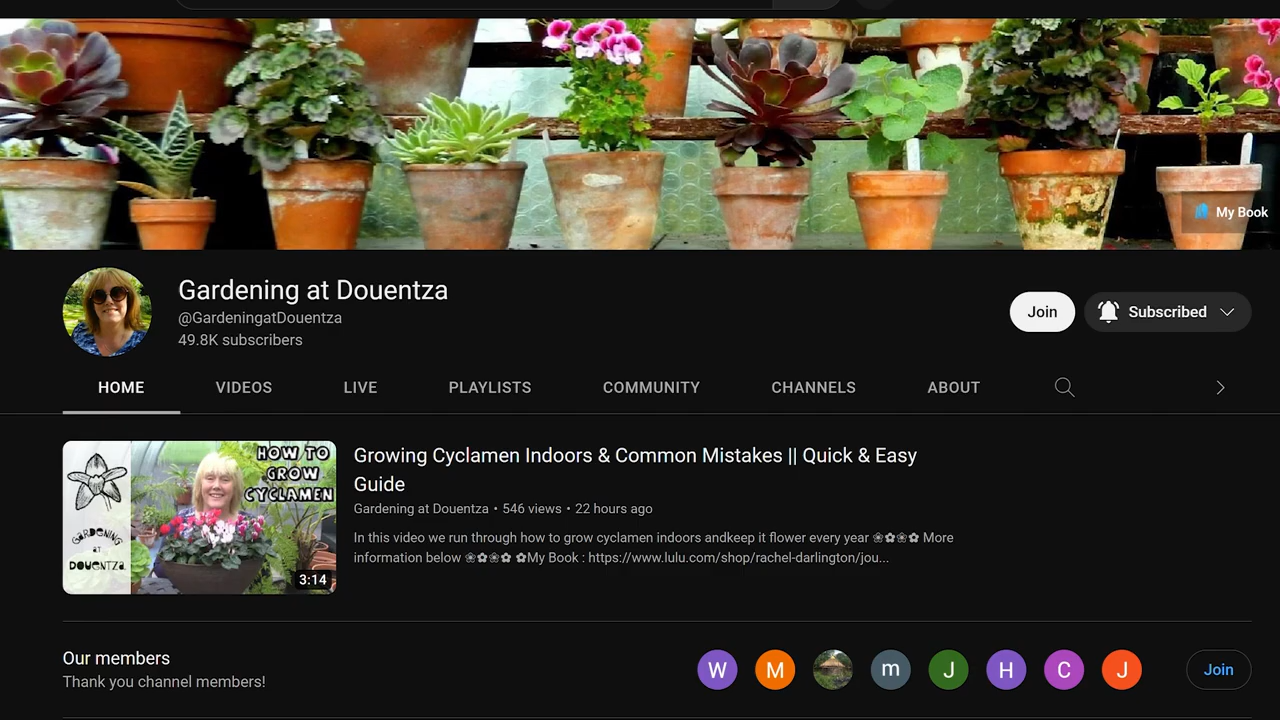 My Book
Gardening at Douentza
@GardeningatDouentza
49.8K subscribers
Join
Subscribed
HOME
VIDEOS
LIVE
PLAYLISTS
COMMUNITY
CHANNELS
ABOUT
HOW TO
GROW
CYCLAMEN
GARDENING
AT
DOUENTZA
3:14
Growing Cyclamen Indoors & Common Mistakes || Quick & Easy
Guide
Gardening at Douentza • 546 views • 22 hours ago
In this video we run through how to grow cyclamen indoors andkeep it flower every year ❀✿❀✿ More
information below ❀✿❀✿ ✿My Book : https://www.lulu.com/shop/rachel-darlington/jou...
Our members
Thank you channel members!
W
M
m
J
H
C
J
Join